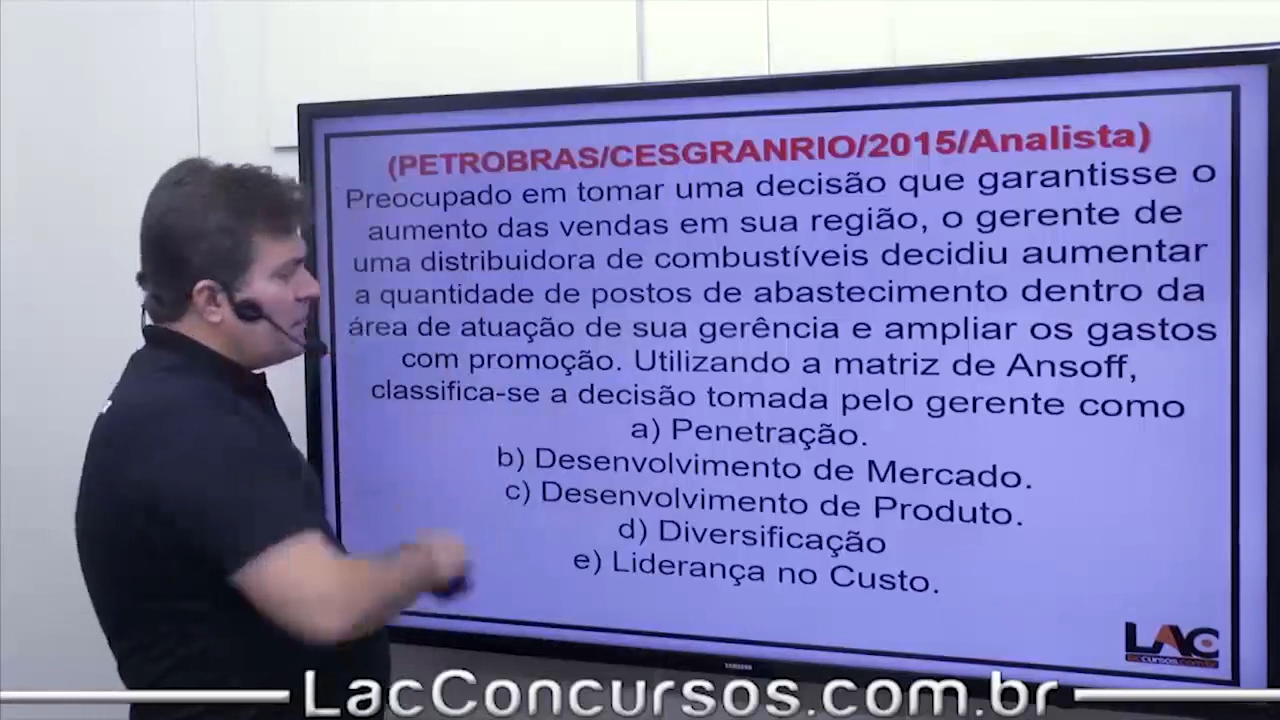 (PETROBRAS/CESGRANRIO/2015/Analista)
Preocupado em tomar uma decisão que garantisse o
aumento das vendas em sua região, o gerente de
uma distribuidora de combustíveis decidiu aumentar
a quantidade de postos de abastecimento dentro da
área de atuação de sua gerência e ampliar os gastos
com promoção. Utilizando a matriz de Ansoff,
classifica-se a decisão tomada pelo gerente como
a) Penetração.
b) Desenvolvimento de Mercado.
c) Desenvolvimento de Produto.
d) Diversificação
e) Liderança no Custo.
LAC
SAMSUNG
LacConcursos.com.br